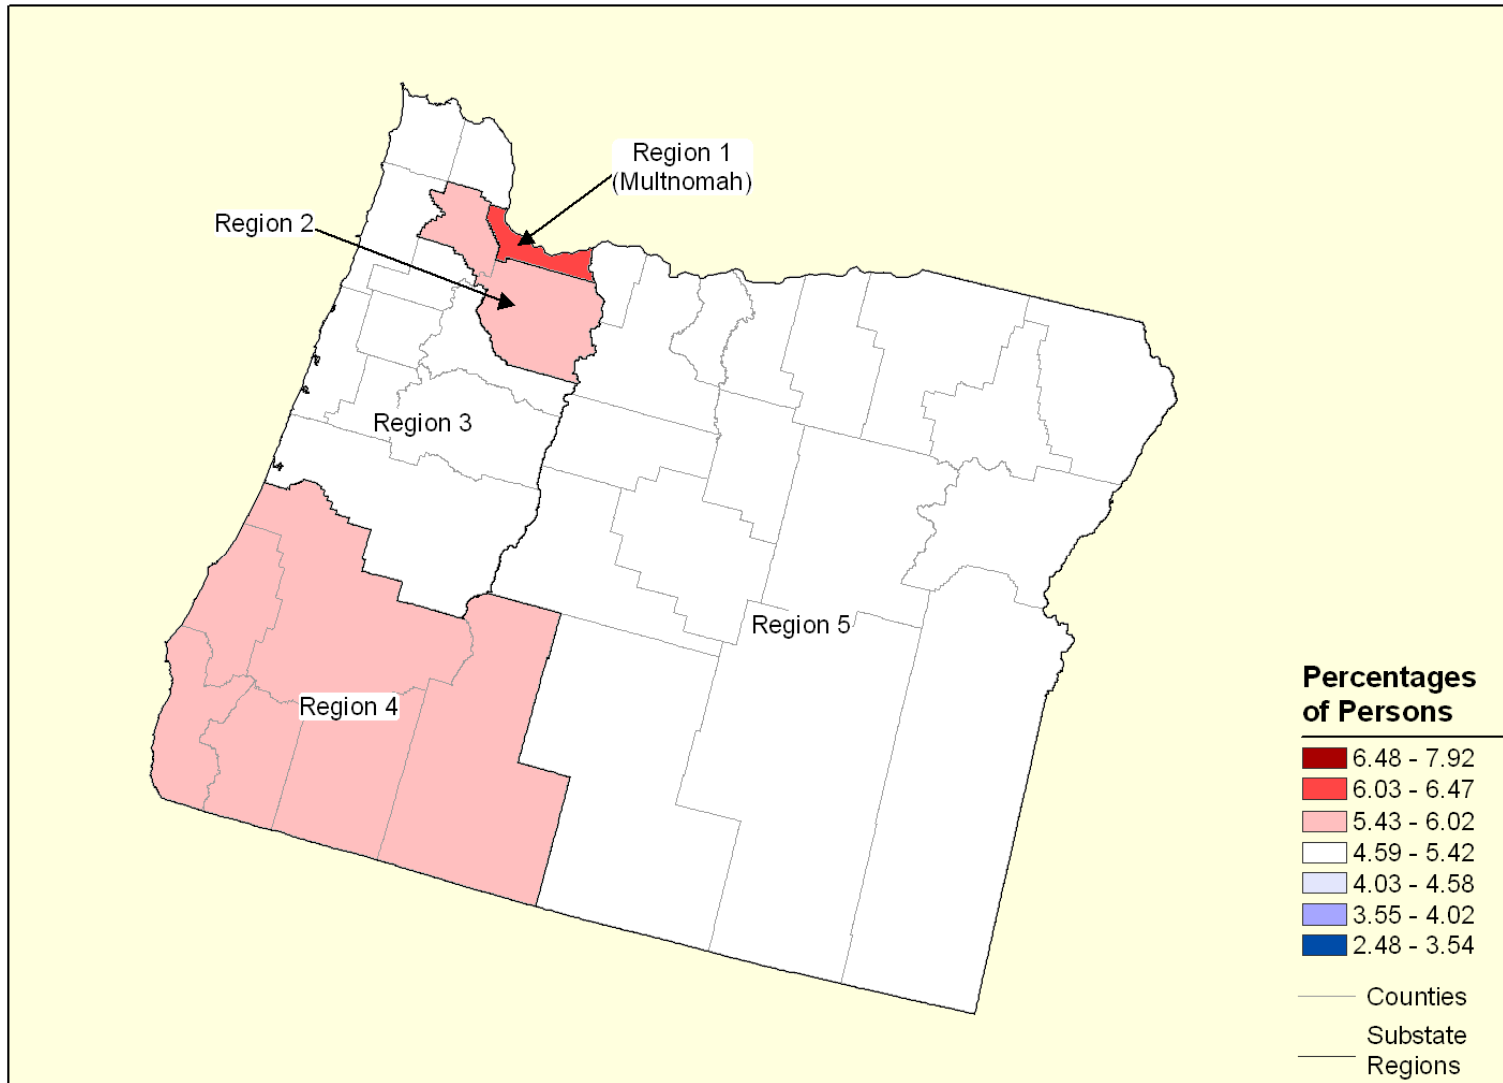 Region 1
(Multnomah)
Region 2
Region 3
Region 5
Region 4
Percentages
of Persons
6.48 - 7.92
6.03 - 6.47
5.43 - 6.02
4.59 - 5.42
4.03 - 4.58
3.55 - 4.02
2.48 - 3.54
Counties
Substate
Regions